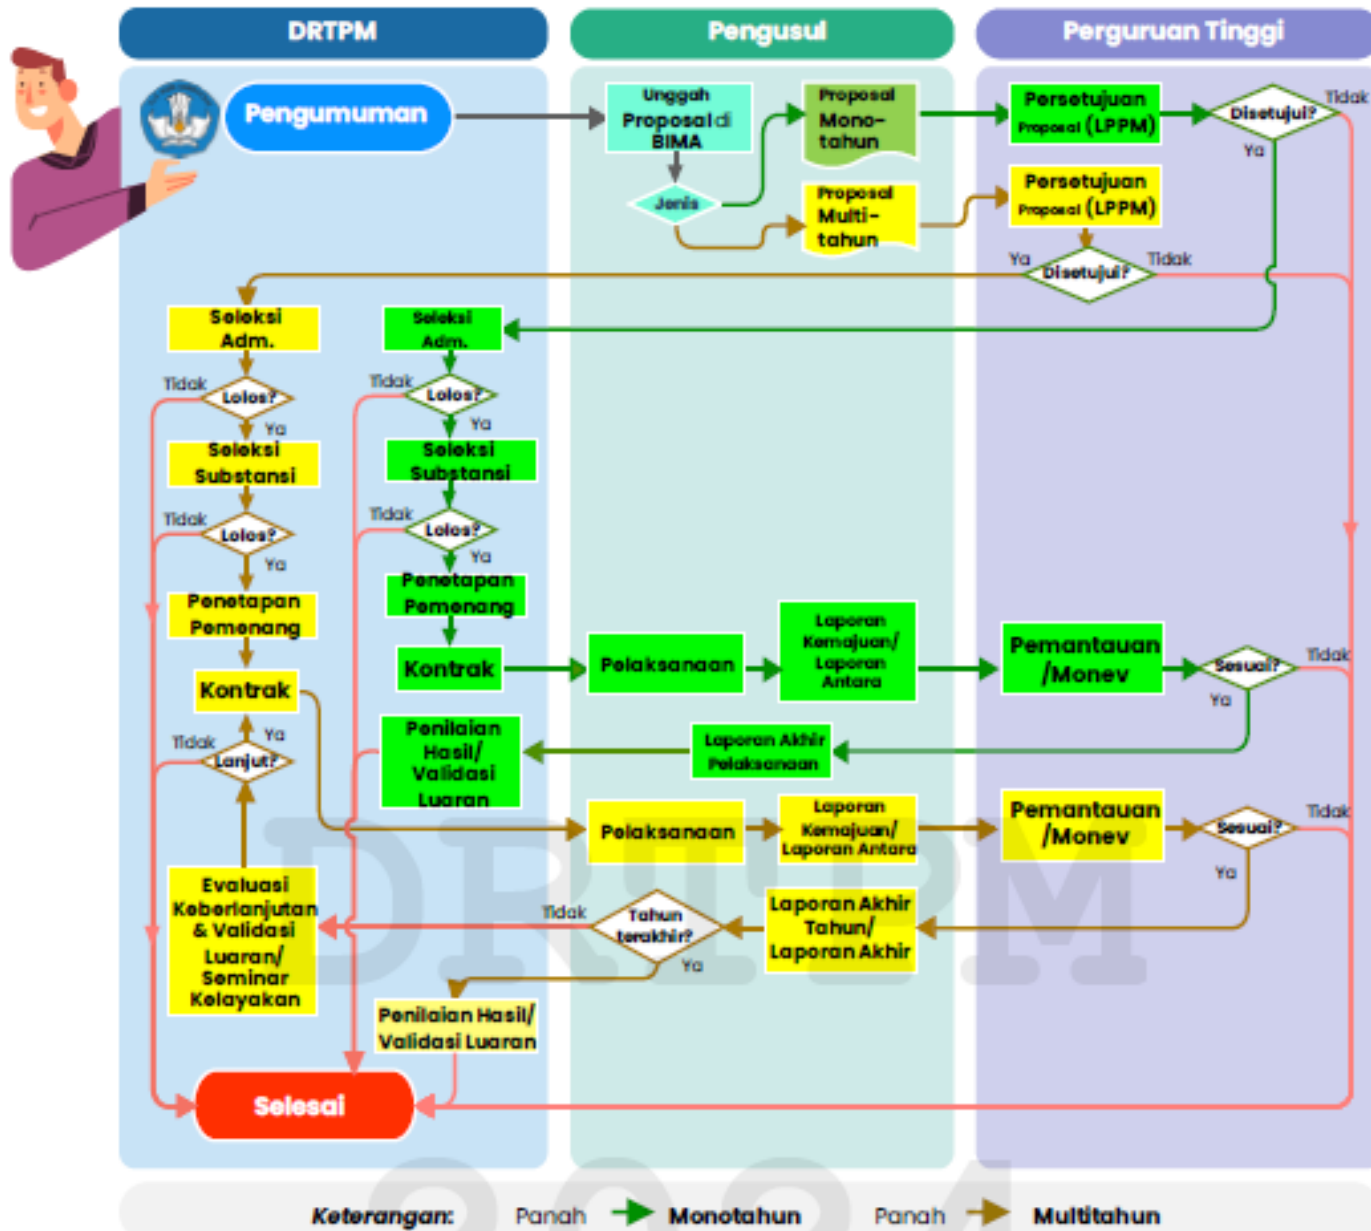 DRTPM
Pengusul
Perguruan Tinggi
Pengumuman
Unggah
Proposal di
BIMA
Jenis
Proposal
Mono-
tahun
Proposal
Multi-
tahun
Persetujuan
Proposal (LPPM)
Disetujui?
Tidak
Ya
Persetujuan
Proposal (LPPM)
Ya
Disetujui?
Tidak
Seleksi
Adm.
Tidak
Lolos?
Ya
Seleksi
Substansi
Tidak
Lolos?
Ya
Penetapan
Pemenang
Kontrak
Ya
Tidak
Lanjut?
Evaluasi
Keberlanjutan
& Validasi
Luaran/
Seminar
Kelayakan
Seleksi
Adm.
Tidak
Lolos?
Ya
Seleksi
Substansi
Tidak
Lolos?
Ya
Penetapan
Pemenang
Kontrak
Pelaksanaan
Laporan
Kemajuan/
Laporan
Antara
Pemantauan
/Monev
Sesuai?
Tidak
Ya
Laporan Akhir
Pelaksanaan
Penilaian
Hasil/
Validasi
Luaran
Pelaksanaan
Laporan
Kemajuan/
Laporan Antara
Pemantauan
/Monev
Sesuai?
Tidak
Ya
Laporan Akhir
Tahun/
Laporan Akhir
Tahun
terakhir?
Tidak
Ya
Penilaian Hasil/
Validasi Luaran
Selesai
DRTPM
2024
Keterangan: Panah Monotahun Panah Multitahun